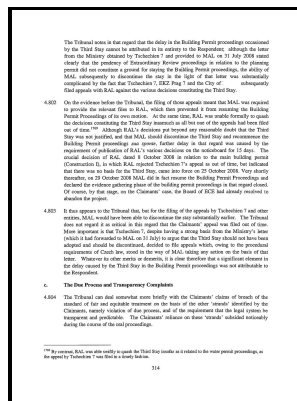 The Tribunal notes in that regard that the delay in the Building Permit proceedings occasioned
by the Third Stay cannot be attributed in its entirety to the Respondent; although the letter
from the Ministry obtained by Tschechien 7 and provided to MAL on 31 July 2008 stated
clearly that the pendency of Extraordinary Review proceedings in relation to the planning
permit did not constitute a ground for staying the Building Permit proceedings, the ability of
MAL subsequently to discontinue the stay in the light of that letter was substantially
complicated by the fact that Tschechien 7, EKZ Prag 7 and the City of subsequently
filed appeals with RAL against the various decisions constituting the Third Stay.
4.802 On the evidence before the Tribunal, the filing of those appeals meant that MAL was required
to provide the relevant files to RAL, which then prevented it from resuming the Building
Permit Proceedings of its own motion. At the same time, RAL was unable formally to quash
the decisions constituting the Third Stay inasmuch as all but one of the appeals had been filed
out of time. Although RAL's decisions put beyond any reasonable doubt that the Third
Stay was not justified, and that MAL should discontinue the Third Stay and recommence the
Building Permit proceedings sua sponte, further delay in that regard was caused by the
requirement of publication of RAL's various decisions on the noticeboard for 15 days. The
crucial decision of RAL dated 8 October 2008 in relation to the main building permit
(Construction I), in which RAL rejected Tschechien 7's appeal as out of time, but indicated
that there was no basis for the Third Stay, came into force on 25 October 2008. Very shortly
thereafter, on 29 October 2008 MAL did in fact resume the Building Proceedings and
declared the evidence gathering phase of the building proceedings in that regard closed.
Of course, by that stage, on the Claimants' case, the Board of ECE had already resolved to
abandon the project.
4.803 It thus appears to the Tribunal that, but for the filing of the appeals by Tschechien 7 and other
entities, MAL would have been able to discontinue the stay substantially earlier. The Tribunal
does not regard it as critical in this regard that the Claimants' appeal was filed out of time.
More important is that Tschechien 7, despite having a strong basis from the Ministry's letter
(which it had forwarded to MAL on 31 July) to argue that the Third Stay should not have been
adopted and should be discontinued, decided to file appeals which, owing to the procedural
requirements of Czech law, stood in the way of MAL taking any action on the basis of that
letter. Whatever its other merits or demerits, it is clear therefore that a significant element in
the delay caused by the Third Stay in the Building Permit proceedings was not attributable to
the Respondent.
c. The Due Process and Transparency Complaints
4.804 The Tribunal can deal somewhat more briefly with the Claimants' claims of breach of the
standard of fair and equitable treatment on the basis of the other 'strands' identified by the
Claimants, namely violation of due process, and of the requirement that the legal system be
transparent and predictable. The Claimants' reliance on these 'strands' subsided noticeably
during the course of the oral proceedings.
By contrast, RAL was swiftly to quash the Third Stay insofar as it related to the water permit proceedings, as
the appeal by Tschechien 7 was filed in a timely fashion.
314